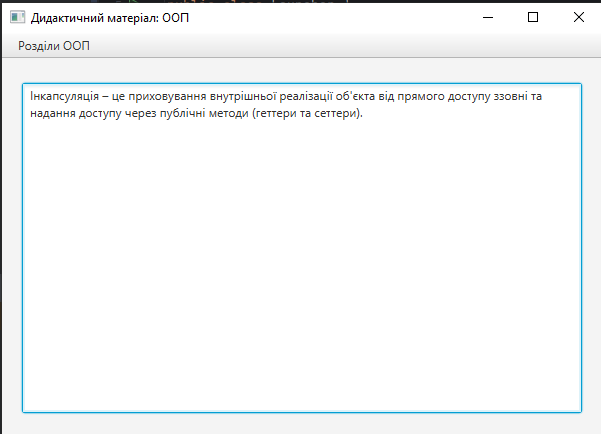 Дидактичний матеріал: ООП
Розділи ООП
Інкапсуляція – це приховування внутрішньої реалізації об'єкта від прямого доступу ззовні та
надання доступу через публічні методи (геттери та сеттери).